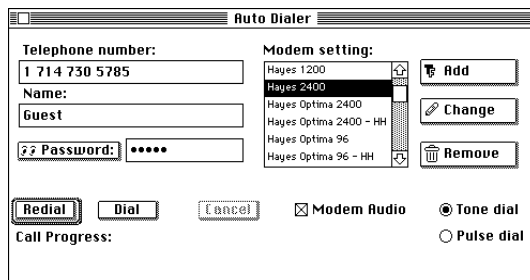 Auto Dialer
Telephone number:
1 714 730 5785
Name:
Guest
Password: •••••
Modem setting:
Hayes 1200
Hayes 2400
Hayes Optima 2400
Hayes Optima 2400 - HH
Hayes Optima 96
Hayes Optima 96 - HH
Add
Change
Remove
Redial
Dial
Cancel
Modem Audio
Tone dial
Pulse dial
Call Progress: